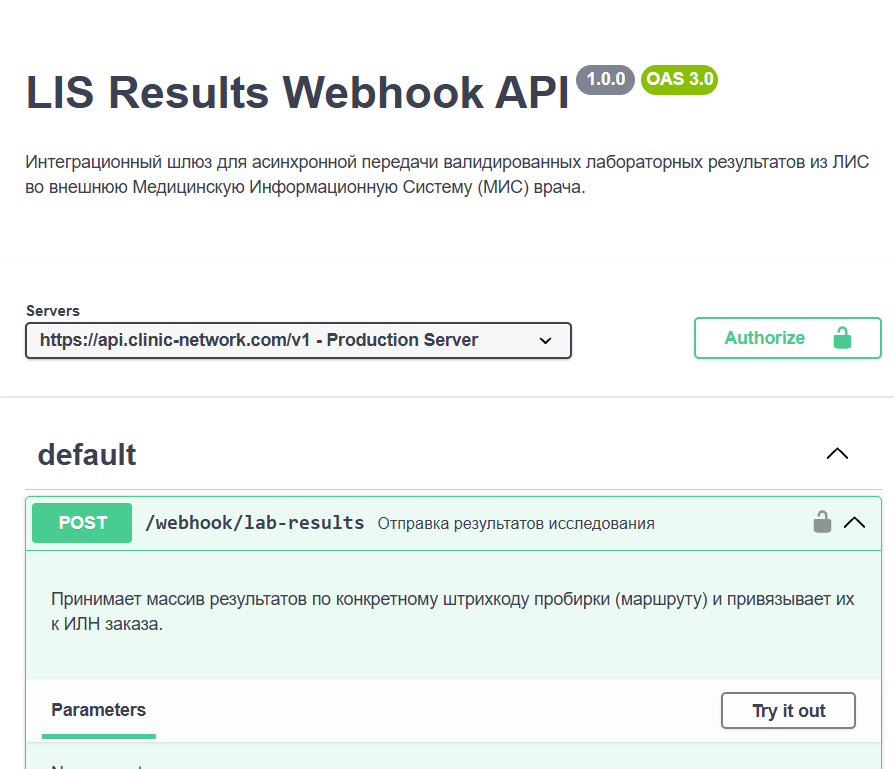 LIS Results Webhook API 1.0.0 OAS 3.0
Интеграционный шлюз для асинхронной передачи валидированных лабораторных результатов из ЛИС
во внешнюю Медицинскую Информационную Систему (МИС) врача.
Servers
https://api.clinic-network.com/v1 - Production Server
Authorize
default
POST /webhook/lab-results Отправка результатов исследования
Принимает массив результатов по конкретному штрихкоду пробирки (маршруту) и привязывает их
к ИЛН заказа.
Parameters
Try it out